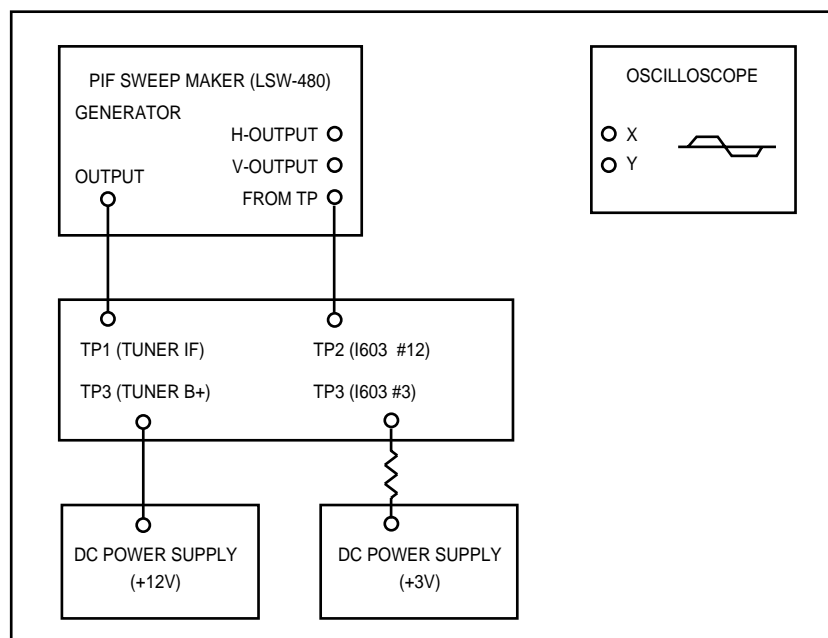 PIF SWEEP MAKER (LSW-480)
GENERATOR
H-OUTPUT
V-OUTPUT
OUTPUT
FROM TP
OSCILLOSCOPE
X
Y
TP1 (TUNER IF)
TP2 (I603 #12)
TP3 (TUNER B+)
TP3 (I603 #3)
DC POWER SUPPLY
(+12V)
DC POWER SUPPLY
(+3V)